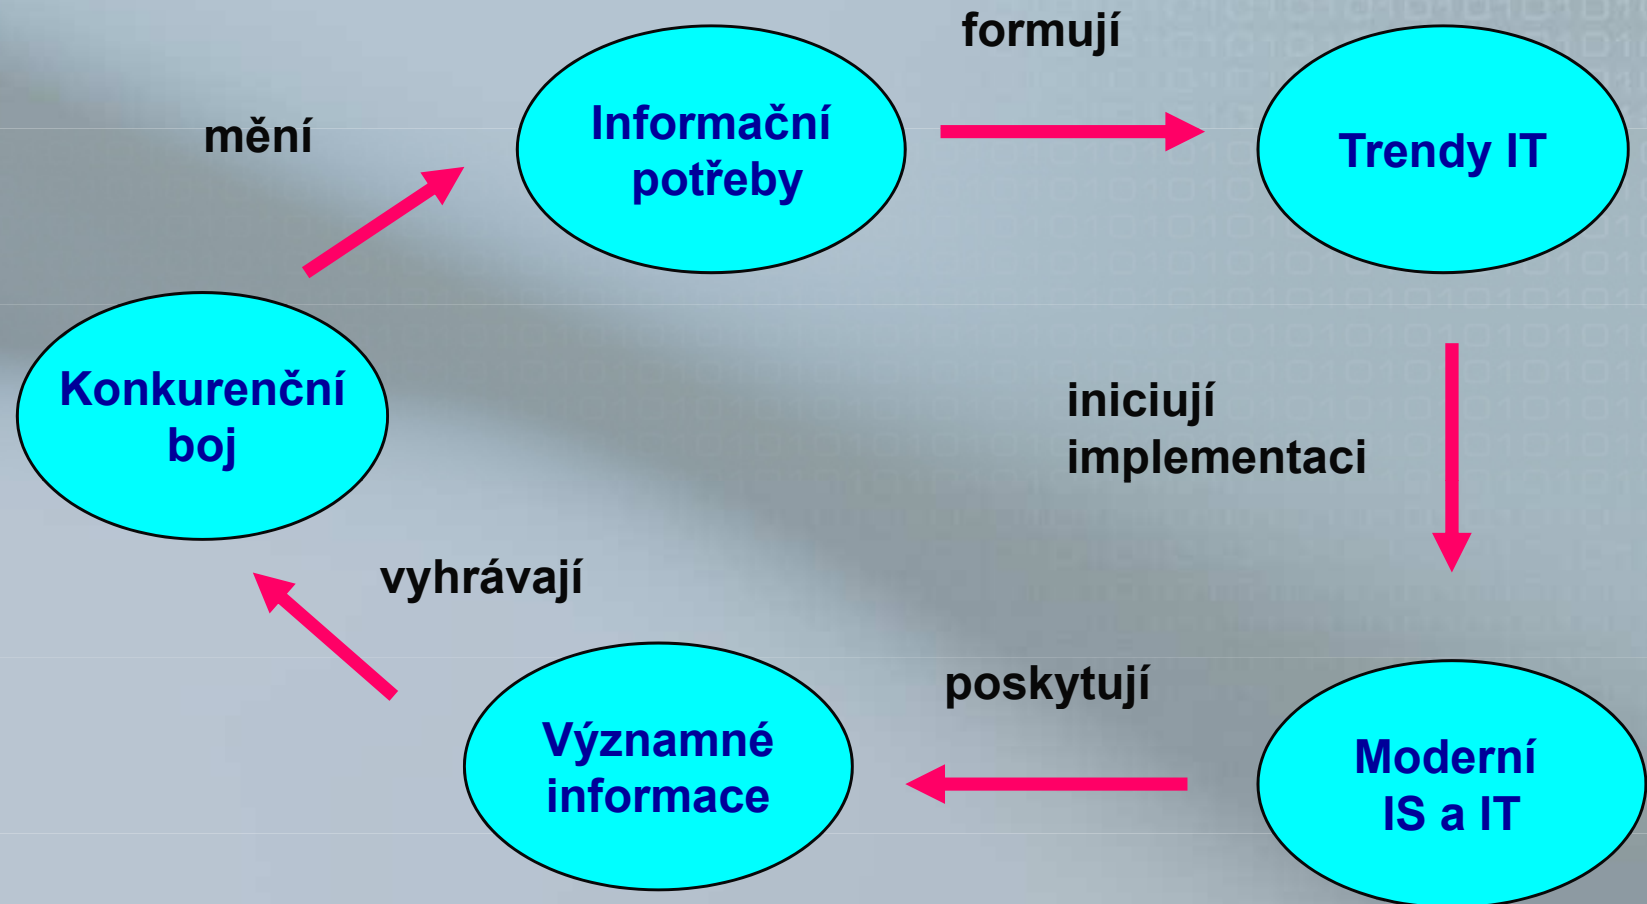 formují
Informační
potřeby
Trendy IT
mění
Konkurenční
boj
iniciují
implementaci
vyhrávají
poskytují
Významné
informace
Moderní
IS a IT